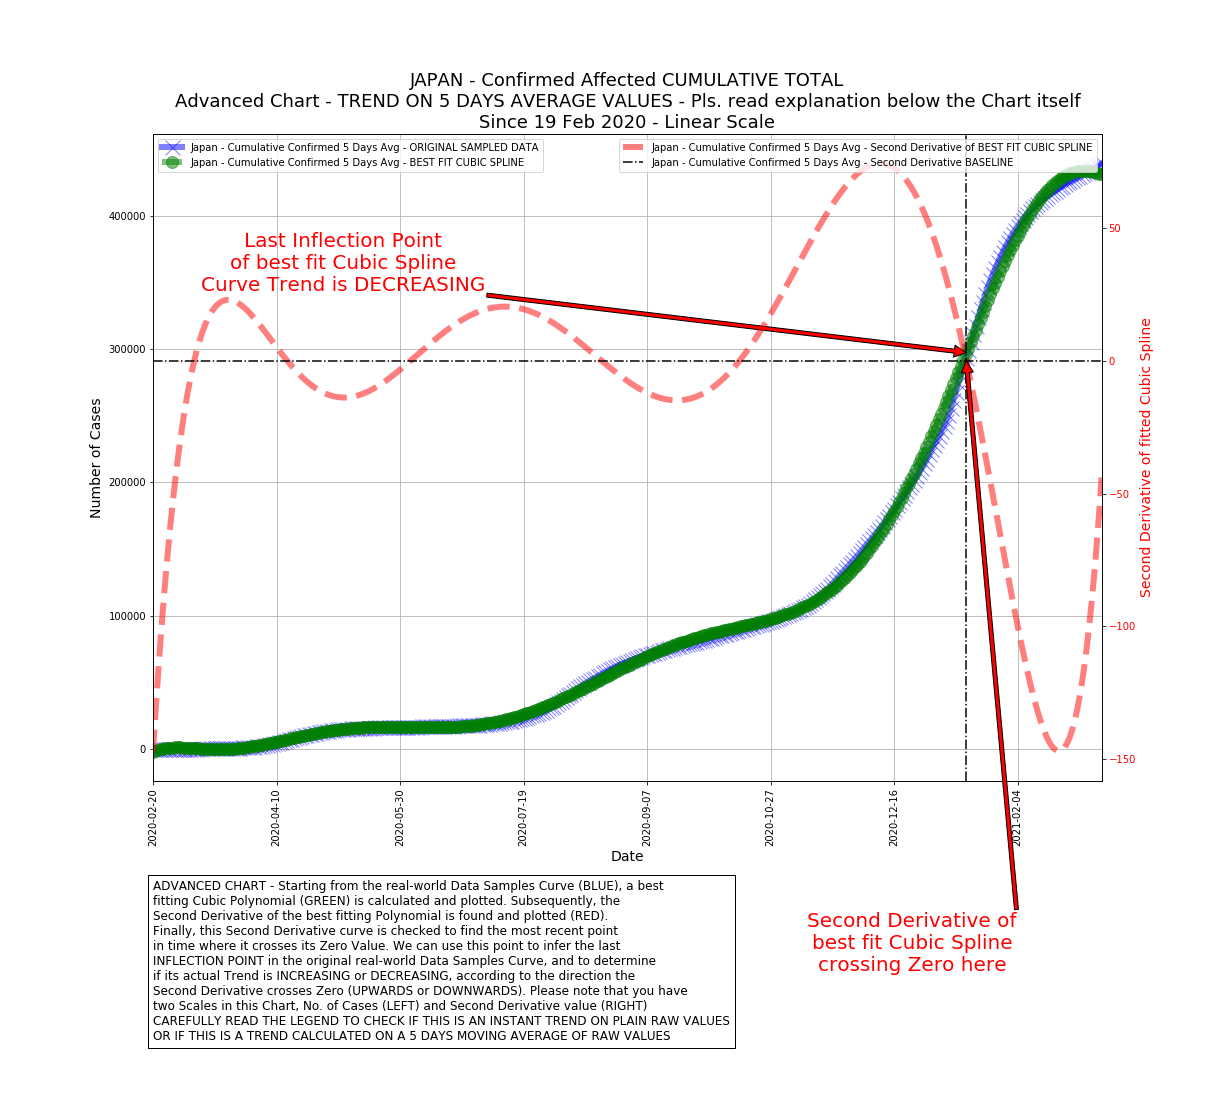 JAPAN - Confirmed Affected CUMULATIVE TOTAL
Advanced Chart - TREND ON 5 DAYS AVERAGE VALUES - Pls. read explanation below the Chart itself
Since 19 Feb 2020 - Linear Scale
Japan - Cumulative Confirmed 5 Days Avg - ORIGINAL SAMPLED DATA
Japan - Cumulative Confirmed 5 Days Avg - BEST FIT CUBIC SPLINE
Japan - Cumulative Confirmed 5 Days Avg - Second Derivative of BEST FIT CUBIC SPLINE
Japan - Cumulative Confirmed 5 Days Avg - Second Derivative BASELINE
Last Inflection Point
of best fit Cubic Spline
Curve Trend is DECREASING
Number of Cases
400000
300000
200000
100000
0
50
0
−50
−100
−150
Second Derivative of fitted Cubic Spline
2020-02-20
2020-04-10
2020-05-30
2020-07-19
2020-09-07
2020-10-27
2020-12-16
2021-02-04
Date
Second Derivative of
best fit Cubic Spline
crossing Zero here
ADVANCED CHART - Starting from the real-world Data Samples Curve (BLUE), a best
fitting Cubic Polynomial (GREEN) is calculated and plotted. Subsequently, the
Second Derivative of the best fitting Polynomial is found and plotted (RED).
Finally, this Second Derivative curve is checked to find the most recent point
in time where it crosses its Zero Value. We can use this point to infer the last
INFLECTION POINT in the original real-world Data Samples Curve, and to determine
if its actual Trend is INCREASING or DECREASING, according to the direction the
Second Derivative crosses Zero (UPWARDS or DOWNWARDS). Please note that you have
two Scales in this Chart, No. of Cases (LEFT) and Second Derivative value (RIGHT)
CAREFULLY READ THE LEGEND TO CHECK IF THIS IS AN INSTANT TREND ON PLAIN RAW VALUES
OR IF THIS IS A TREND CALCULATED ON A 5 DAYS MOVING AVERAGE OF RAW VALUES